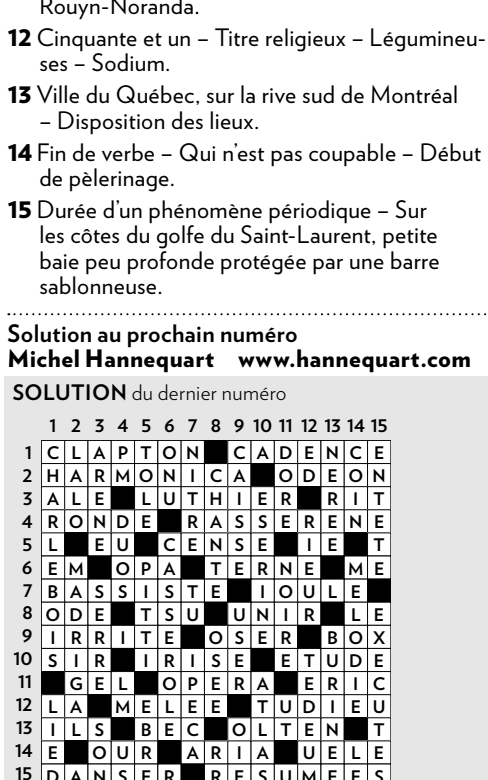 Rouyn-Noranda.
12 Cinquante et un – Titre religieux – Légumineu-
ses – Sodium.
13 Ville du Québec, sur la rive sud de Montréal
– Disposition des lieux.
14 Fin de verbe – Qui n'est pas coupable – Début
de pèlerinage.
15 Durée d'un phénomène périodique – Sur
les côtes du golfe du Saint-Laurent, petite
baie peu profonde protégée par une barre
sablonneuse.
Solution au prochain numéro
Michel Hannequart www.hannequart.com
SOLUTION du dernier numéro
1 2 3 4 5 6 7 8 9 10 11 12 13 14 15
1 C L A P T O N C A D E N C E
2 H A R M O N I C A O D E O N
3 A L E L U T H I E R R I T
4 R O N D E R A S S E R E N E
5 L E U C E N S E I E T
6 E M O P A T E R N E M E
7 B A S S I S T E I O U L E
8 O D E T S U U N I R L E
9 I R R I T E O S E R B O X
10 S I R I R I S E E T U D E
11 G E L O P E R A E R I C
12 L A M E L E E T U D I E U
13 I L S B E C O L T E N T
14 E O U R A R I A U E L E
15 D A N S E R R E S U M E E S